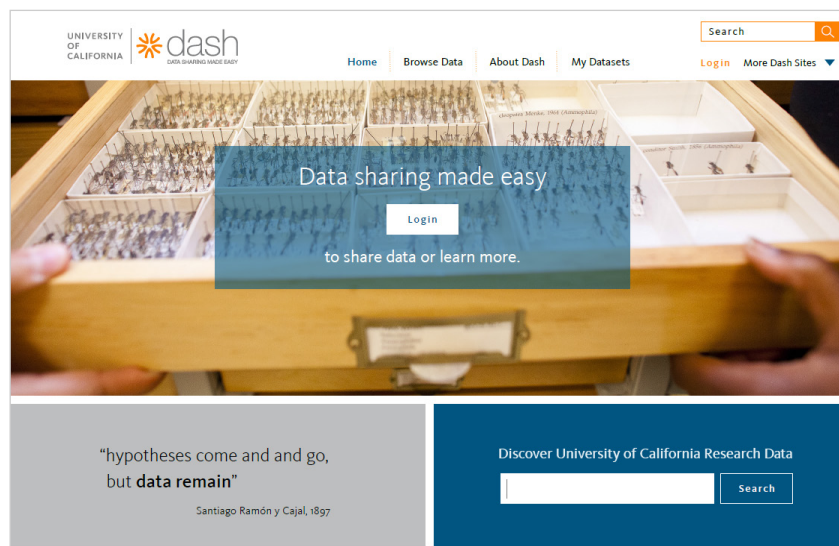 UNIVERSITY
OF
CALIFORNIA
dash
DATA SHARING MADE EASY
Search
Home Browse Data About Dash My Datasets
Login More Dash Sites
Data sharing made easy
Login
to share data or learn more.
“hypotheses come and and go,
but data remain”
Santiago Ramón y Cajal, 1897
Discover University of California Research Data
Search